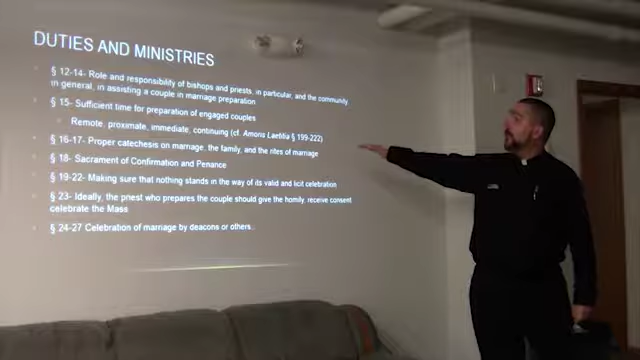 DUTIES AND MINISTRIES
§ 12-14- Role and responsibility of bishops and priests, in particular, and the community
in general, in assisting a couple in marriage preparation
§ 15- Sufficient time for preparation of engaged couples
Remote, proximate, immediate, continuing (cf. Amoris Laetitia § 199-222)
§ 16-17- Proper catechesis on marriage, the family, and the rites of marriage
§ 18- Sacrament of Confirmation and Penance
§ 19-22- Making sure that nothing stands in the way of its valid and licit celebration
§ 23- Ideally, the priest who prepares the couple should give the homily, receive consent
celebrate the Mass
§ 24-27 Celebration of marriage by deacons or others.